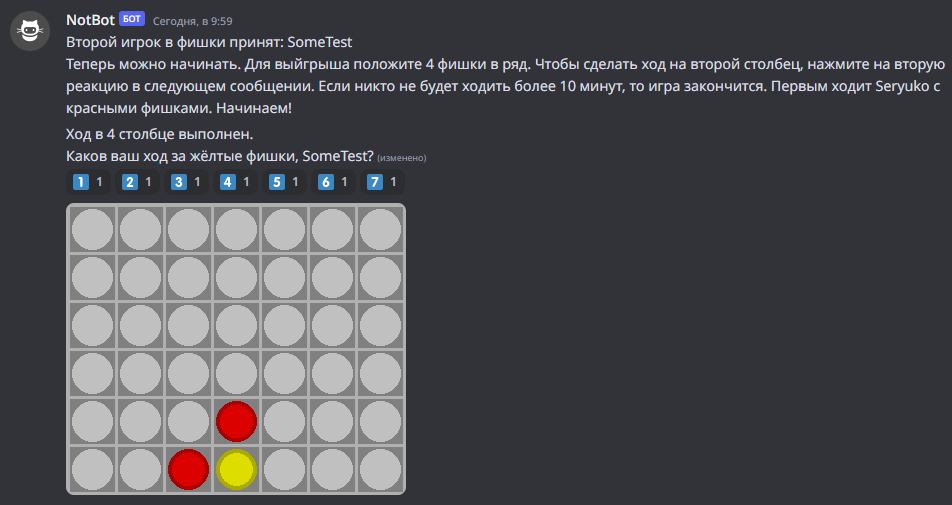 NotBot БОТ Сегодня, в 9:59
Второй игрок в фишки принят: SomeTest
Теперь можно начинать. Для выйгрыша положите 4 фишки в ряд. Чтобы сделать ход на второй столбец, нажмите на вторую
реакцию в следующем сообщении. Если никто не будет ходить более 10 минут, то игра закончится. Первым ходит Seryuko с
красными фишками. Начинаем!
Ход в 4 столбце выполнен.
Каков ваш ход за жёлтые фишки, SomeTest? (изменено)
1 1 2 1 3 1 4 1 5 1 6 1 7 1